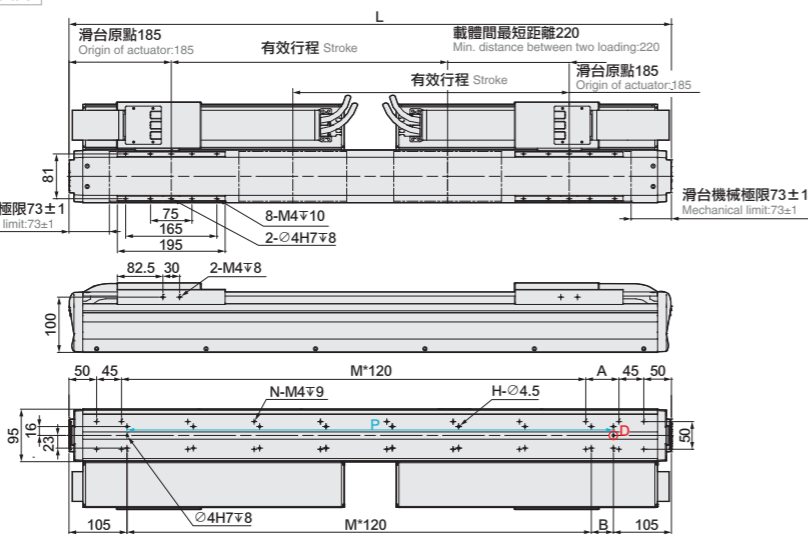 L
滑台原點185
Origin of actuator:185
有效行程 Stroke
載體間最短距離220
Min. distance between two loading:220
有效行程 Stroke
滑台原點185
Origin of actuator:185
81
極限73±1
limit:73±1
75
165
195
8-M4↧10
2-∅4H7↧8
滑台機械極限73±1
Mechanical limit:73±1
82.5
30
2-M4↧8
100
50
45
M*120
A
45
50
N-M4↧9
H-∅4.5
95
16
23
P
D
50
∅4H7↧8
105
M*120
B
105